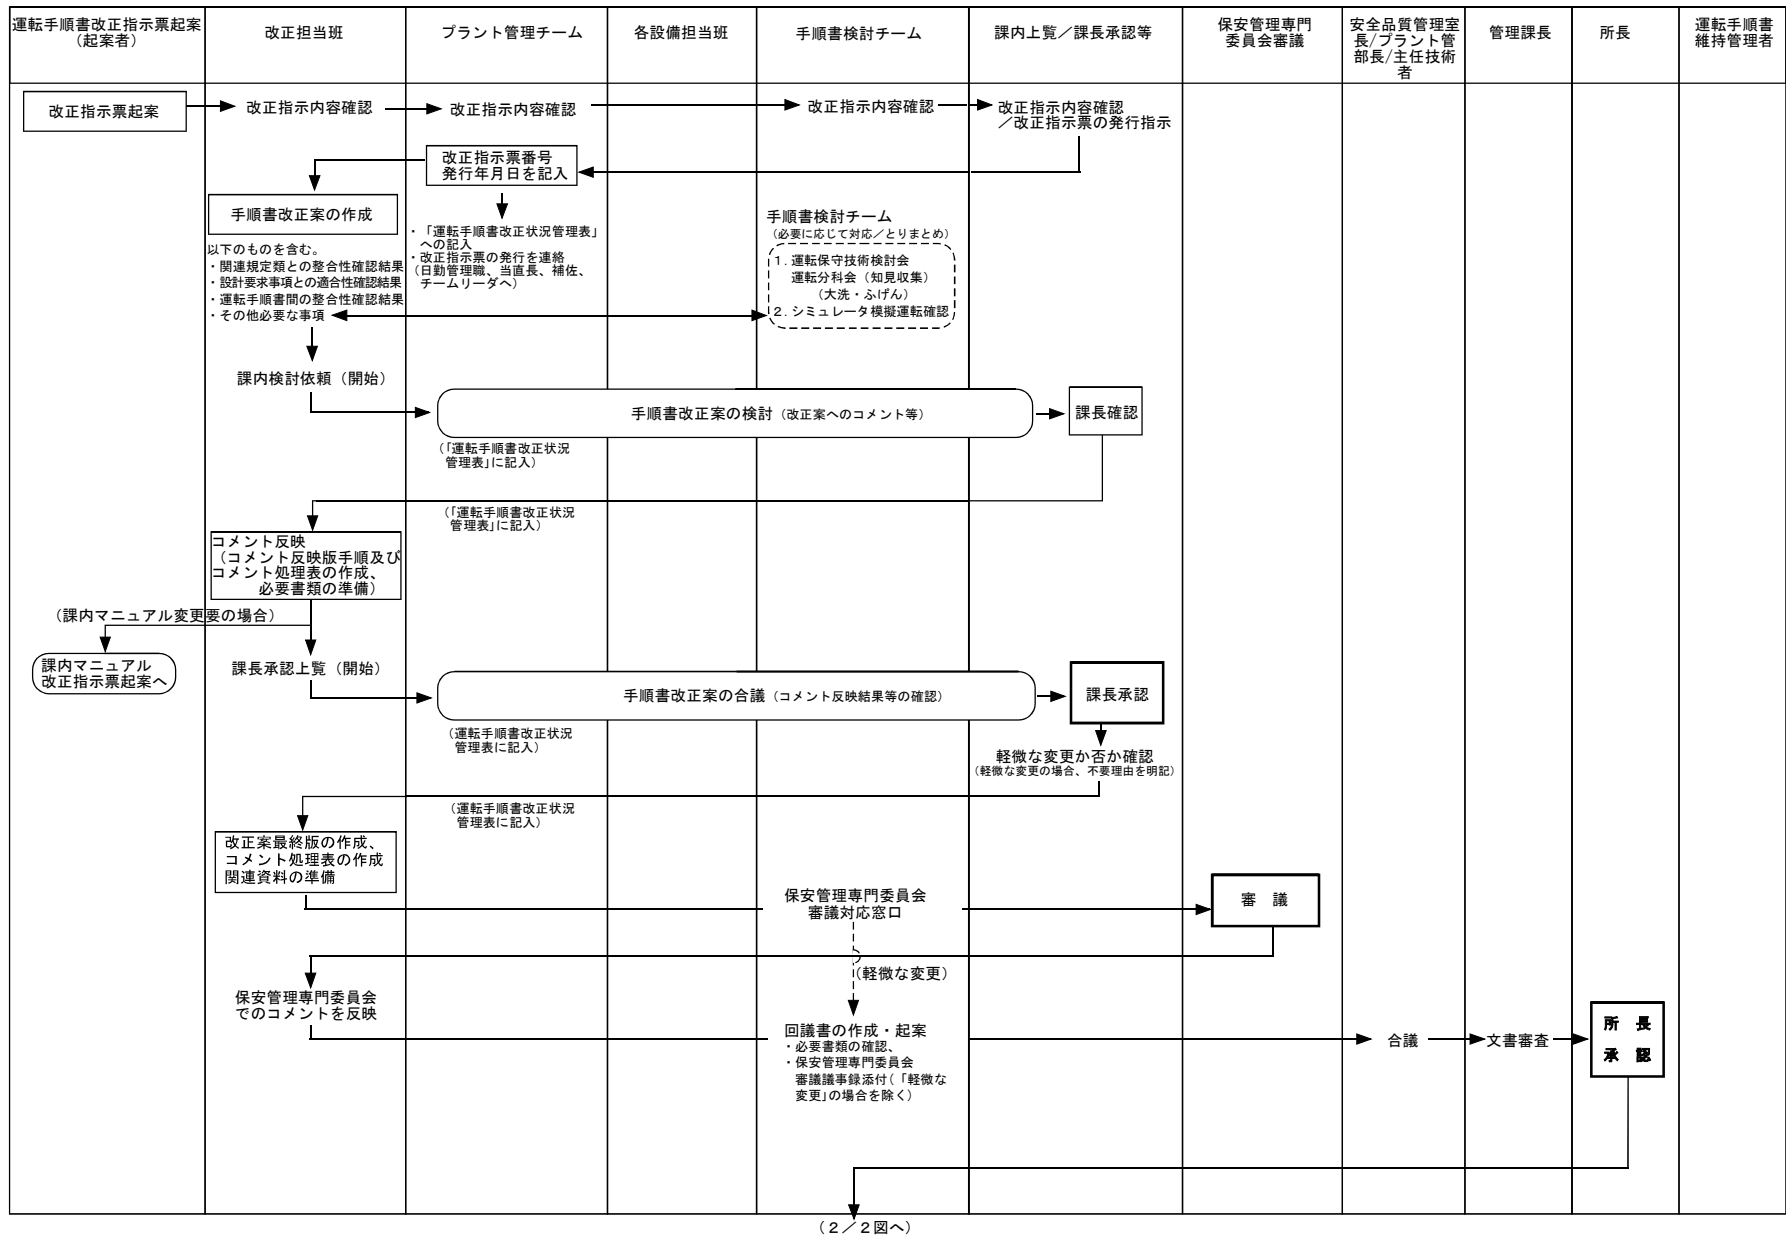 運転手順書改正指示票起案
（起案者）
改正担当班
プラント管理チーム
各設備担当班
手順書検討チーム
課内上覧／課長承認等
保安管理専門
委員会審議
安全品質管理室
長/プラント管
部長/主任技術
者
管理課長
所長
運転手順書
維持管理者
改正指示票起案
改正指示内容確認
改正指示内容確認
改正指示内容確認
改正指示内容確認
／改正指示票の発行指示
改正指示票番号
発行年月日を記入
手順書改正案の作成
以下のものを含む。
・関連規定類との整合性確認結果
・設計要求事項との適合性確認結果
・運転手順書間の整合性確認結果
・その他必要な事項
・「運転手順書改正状況管理表」
への記入
・改正指示票の発行を連絡
（日勤管理職、当直長、補佐、
チームリーダへ）
手順書検討チーム
（必要に応じて対応／とりまとめ）
1．運転保守技術検討会
運転分科会（知見収集）
（大洗・ふげん）
2．シミュレータ模擬運転確認
課内検討依頼（開始）
手順書改正案の検討（改正案へのコメント等）
課長確認
（「運転手順書改正状況
管理表」に記入）
（「運転手順書改正状況
管理表」に記入）
コメント反映
（コメント反映版手順及び
コメント処理表の作成、
必要書類の準備）
（課内マニュアル変更要の場合）
課内マニュアル
改正指示票起案へ
課長承認上覧（開始）
手順書改正案の合議（コメント反映結果等の確認）
課長承認
（運転手順書改正状況
管理表に記入）
軽微な変更か否か確認
（軽微な変更の場合、不要理由を明記）
（運転手順書改正状況
管理表に記入）
改正案最終版の作成、
コメント処理表の作成
関連資料の準備
保安管理専門委員会
審議対応窓口
審　議
（軽微な変更）
保安管理専門委員会
でのコメントを反映
回議書の作成・起案
・必要書類の確認、
・保安管理専門委員会
審議議事録添付（「軽微な
変更」の場合を除く）
合議
文書審査
所　長
承　認
（２／２図へ）